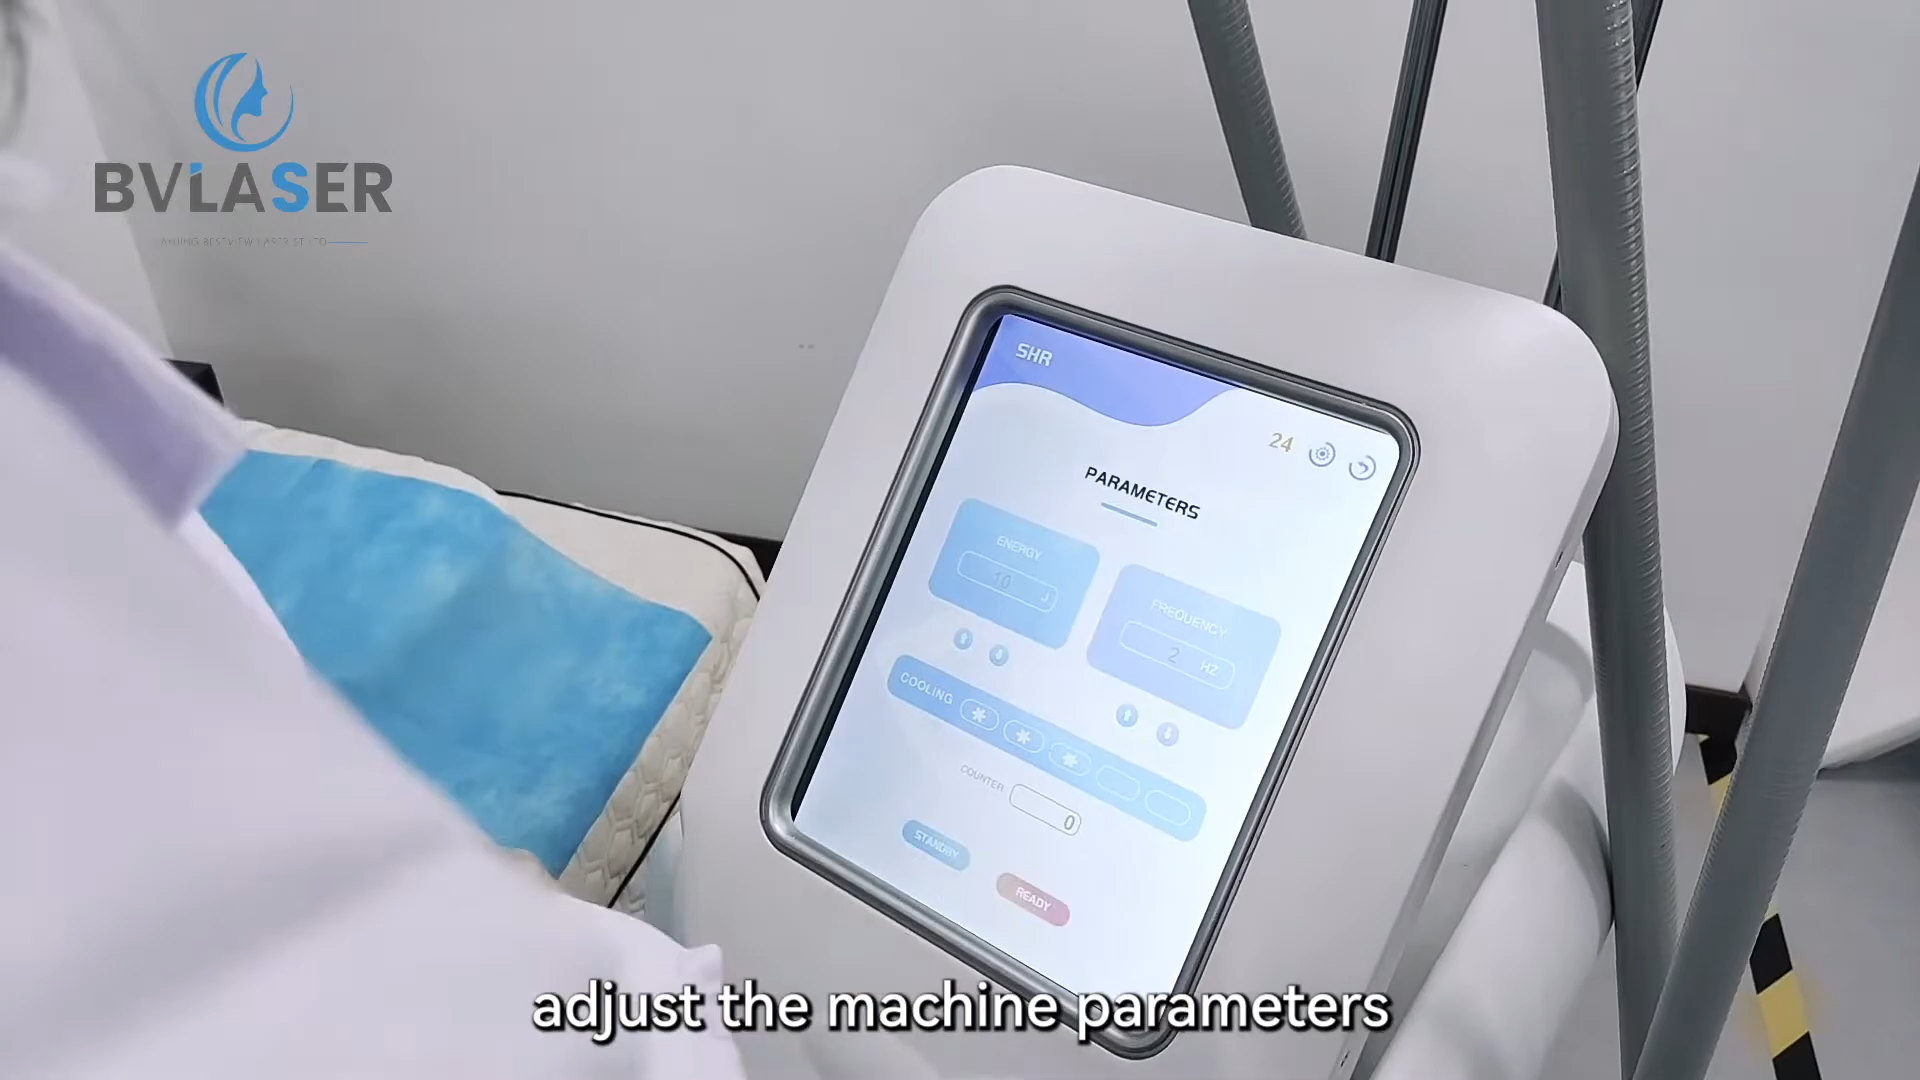 BVLASER
SHR
24
PARAMETERS
ENERGY
10 J
FREQUENCY
2 HZ
COOLING
COUNTER
0
STANDBY
READY
adjust the machine parameters